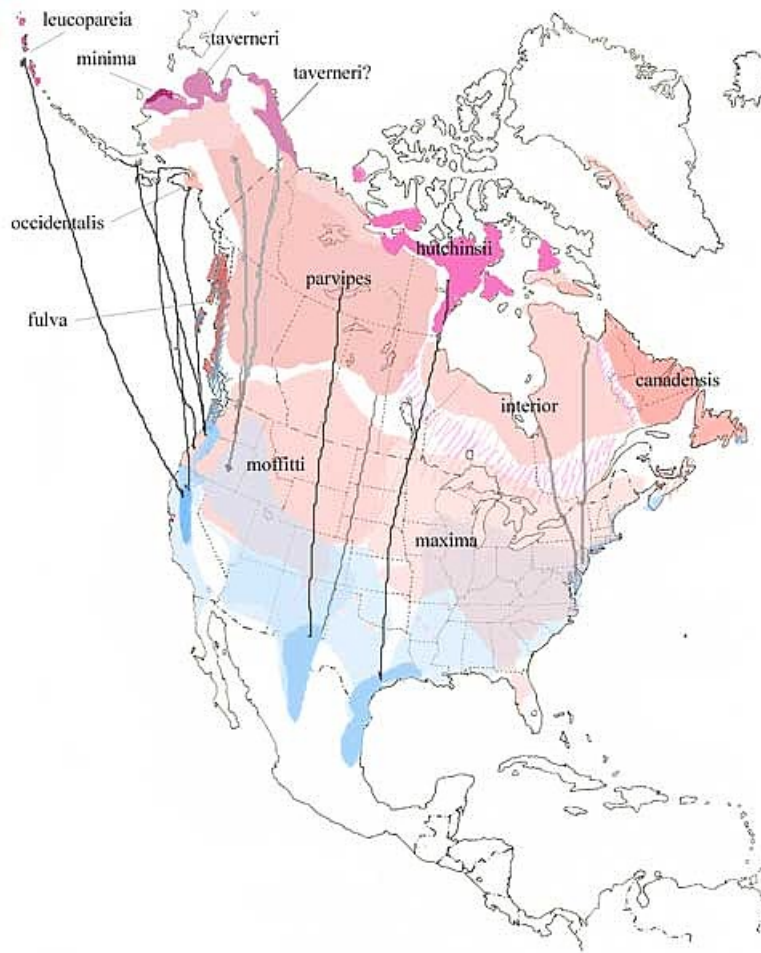 leucopareia
taverneri
minima
taverneri?
occidentalis
hutchinsii
parvipes
fulva
canadensis
interior
moffitti
maxima